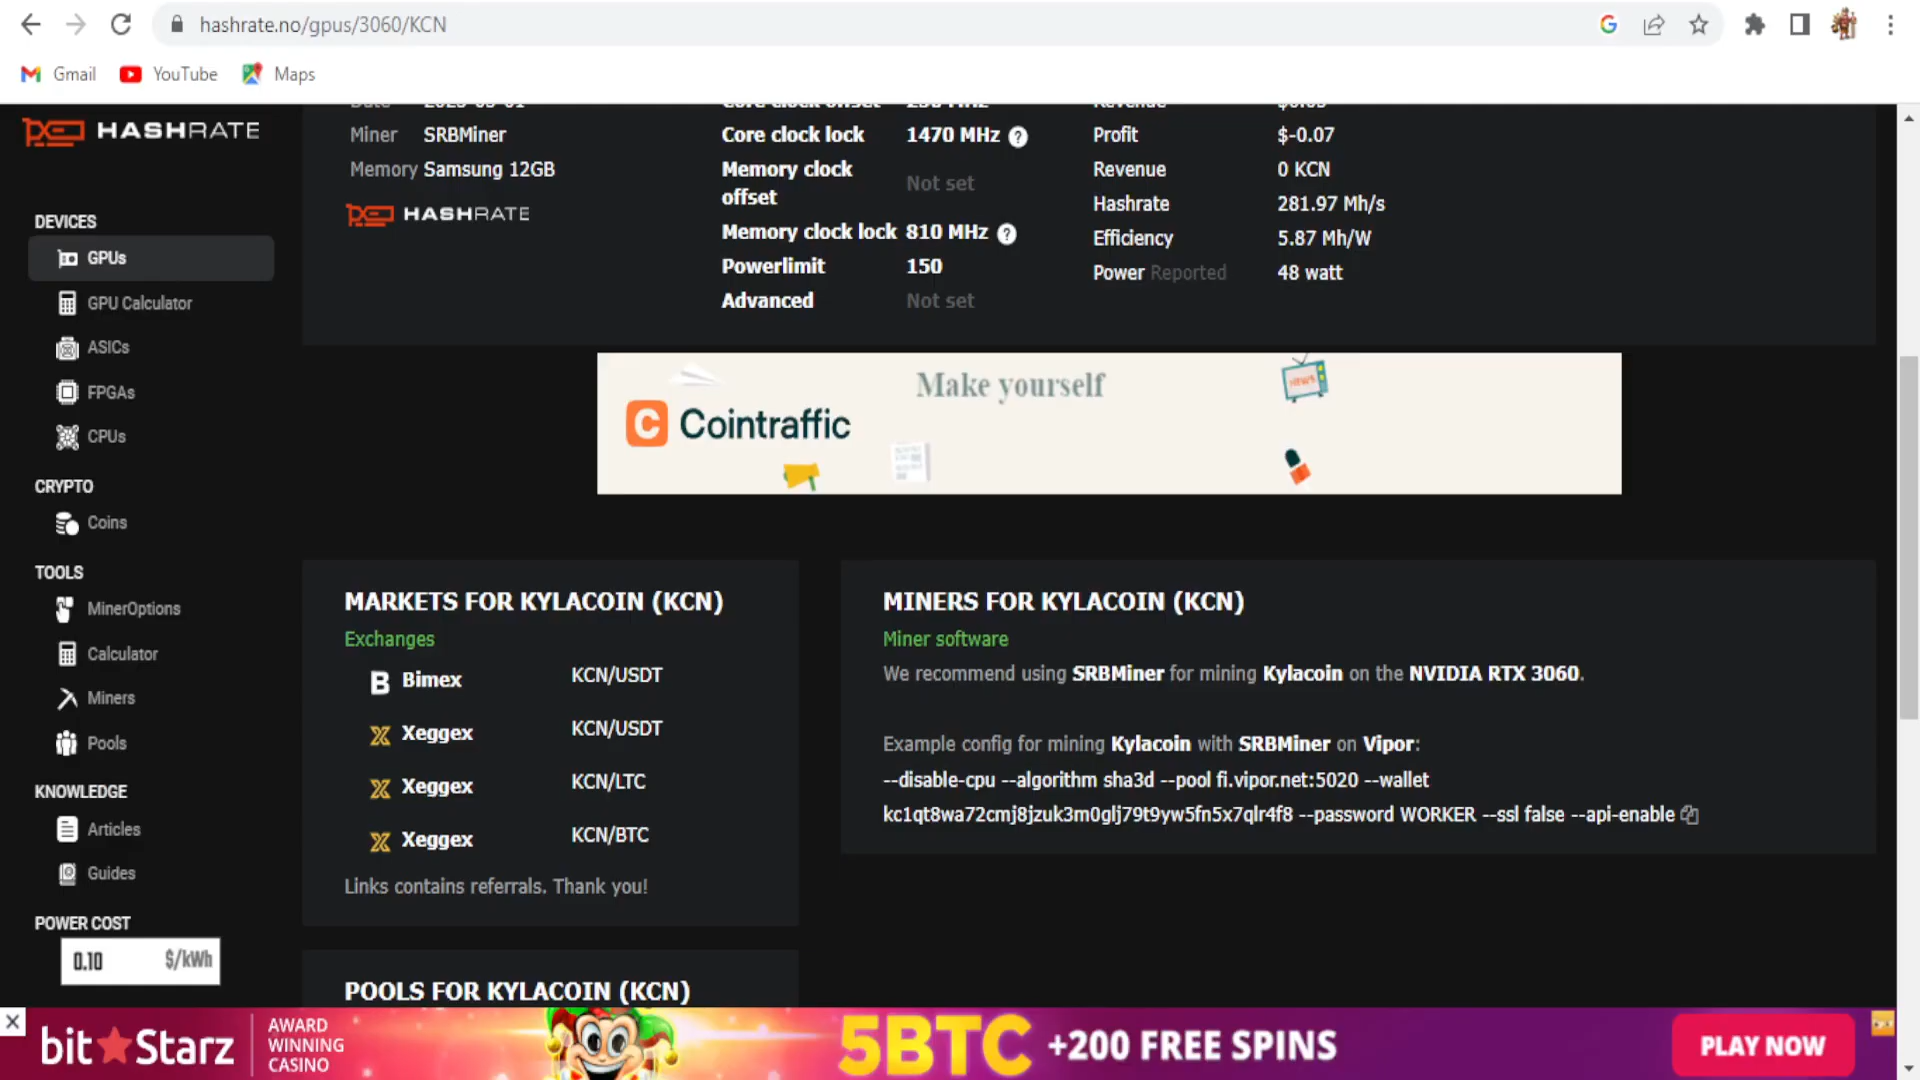 hashrate.no/gpus/3060/KCN
Gmail
YouTube
Maps
HASHRATE
DEVICES
GPUs
GPU Calculator
ASICs
FPGAs
CPUs
CRYPTO
Coins
TOOLS
MinerOptions
Calculator
Miners
Pools
KNOWLEDGE
Articles
Guides
POWER COST
0.10 $/kWh
Miner SRBMiner
Memory Samsung 12GB
HASHRATE
Core clock lock 1470 MHz ?
Memory clock
offset
Not set
Memory clock lock 810 MHz ?
Powerlimit 150
Advanced Not set
Revenue
Profit $-0.07
Revenue 0 KCN
Hashrate 281.97 Mh/s
Efficiency 5.87 Mh/W
Power Reported 48 watt
Cointraffic
Make yourself
NEWS
MARKETS FOR KYLACOIN (KCN)
Exchanges
Bimex KCN/USDT
Xeggex KCN/USDT
Xeggex KCN/LTC
Xeggex KCN/BTC
Links contains referrals. Thank you!
MINERS FOR KYLACOIN (KCN)
Miner software
We recommend using SRBMiner for mining Kylacoin on the NVIDIA RTX 3060.
Example config for mining Kylacoin with SRBMiner on Vipor:
--disable-cpu --algorithm sha3d --pool fi.vipor.net:5020 --wallet
kc1qt8wa72cmj8jzuk3m0glj79t9yw5fn5x7qlr4f8 --password WORKER --ssl false --api-enable
POOLS FOR KYLACOIN (KCN)
bitStarz
AWARD
WINNING
CASINO
5BTC +200 FREE SPINS
PLAY NOW